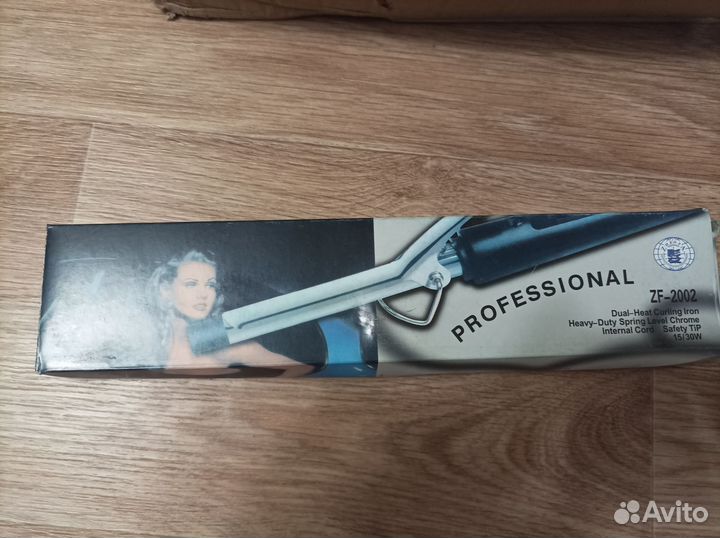 PROFESSIONAL
ZF-2002
Dual-Heat Curling Iron
Heavy-Duty Spring Level Chrome
Internal Cord Safety TiP
15/30W
Avito